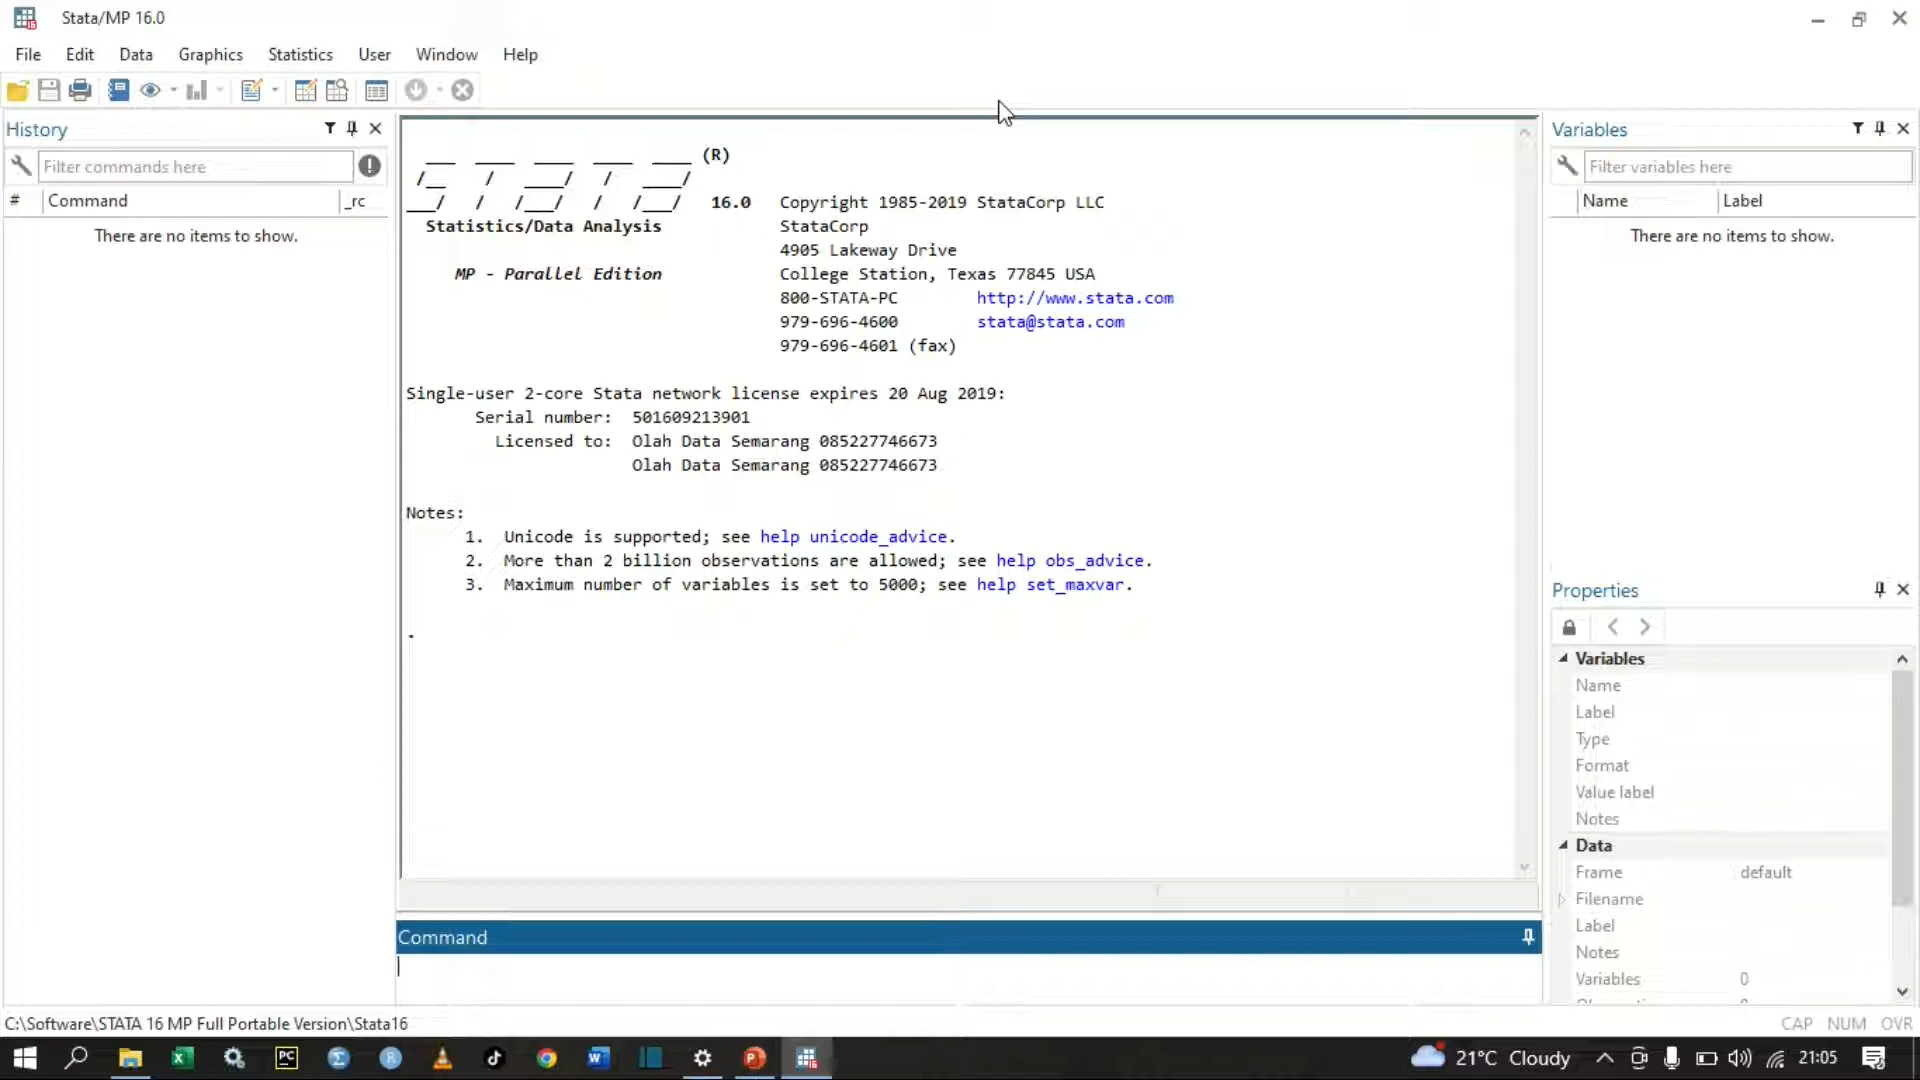 Stata/MP 16.0
File Edit Data Graphics Statistics User Window Help
History
Filter commands here
# Command _rc
There are no items to show.
(R)
STATA
16.0 Copyright 1985-2019 StataCorp LLC
Statistics/Data Analysis StataCorp
4905 Lakeway Drive
MP - Parallel Edition College Station, Texas 77845 USA
800-STATA-PC http://www.stata.com
979-696-4600 stata@stata.com
979-696-4601 (fax)
Single-user 2-core Stata network license expires 20 Aug 2019:
Serial number: 501609213901
Licensed to: Olah Data Semarang 085227746673
Olah Data Semarang 085227746673
Notes:
1. Unicode is supported; see help unicode_advice.
2. More than 2 billion observations are allowed; see help obs_advice.
3. Maximum number of variables is set to 5000; see help set_maxvar.
.
Command
Variables
Filter variables here
Name Label
There are no items to show.
Properties
Variables
Name
Label
Type
Format
Value label
Notes
Data
Frame default
Filename
Label
Notes
Variables 0
C:\Software\STATA 16 MP Full Portable Version\Stata16
CAP NUM OVR
21°C Cloudy
21:05